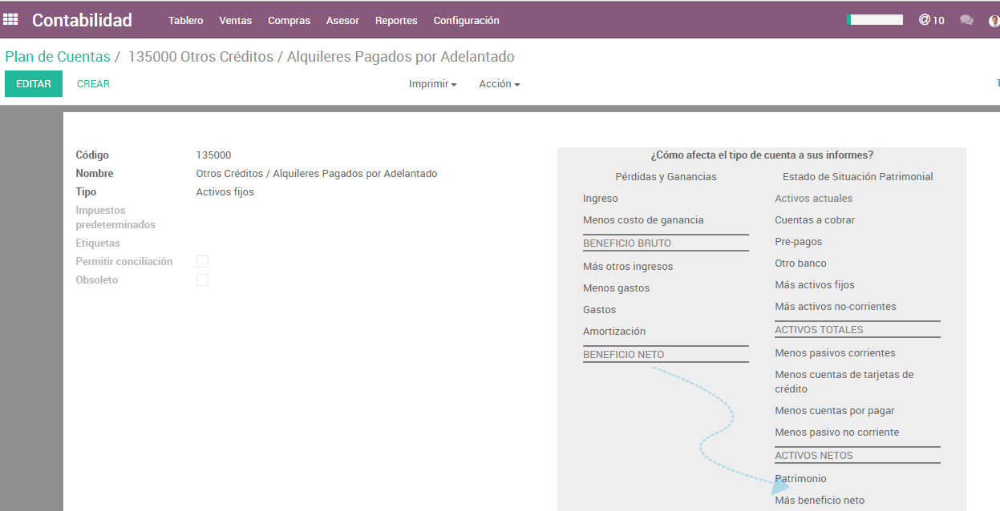 Contabilidad Tablero Ventas Compras Asesor Reportes Configuración @ 10
Plan de Cuentas / 135000 Otros Créditos / Alquileres Pagados por Adelantado
EDITAR CREAR Imprimir Acción 1
Código 135000
Nombre Otros Créditos / Alquileres Pagados por Adelantado
Tipo Activos fijos
Impuestos
predeterminados
Etiquetas
Permitir conciliación
Obsoleto
¿Cómo afecta el tipo de cuenta a sus informes?
Pérdidas y Ganancias
Ingreso
Menos costo de ganancia
BENEFICIO BRUTO
Más otros ingresos
Menos gastos
Gastos
Amortización
BENEFICIO NETO
Estado de Situación Patrimonial
Activos actuales
Cuentas a cobrar
Pre-pagos
Otro banco
Más activos fijos
Más activos no-corrientes
ACTIVOS TOTALES
Menos pasivos corrientes
Menos cuentas de tarjetas de
crédito
Menos cuentas por pagar
Menos pasivo no corriente
ACTIVOS NETOS
Patrimonio
Más beneficio neto